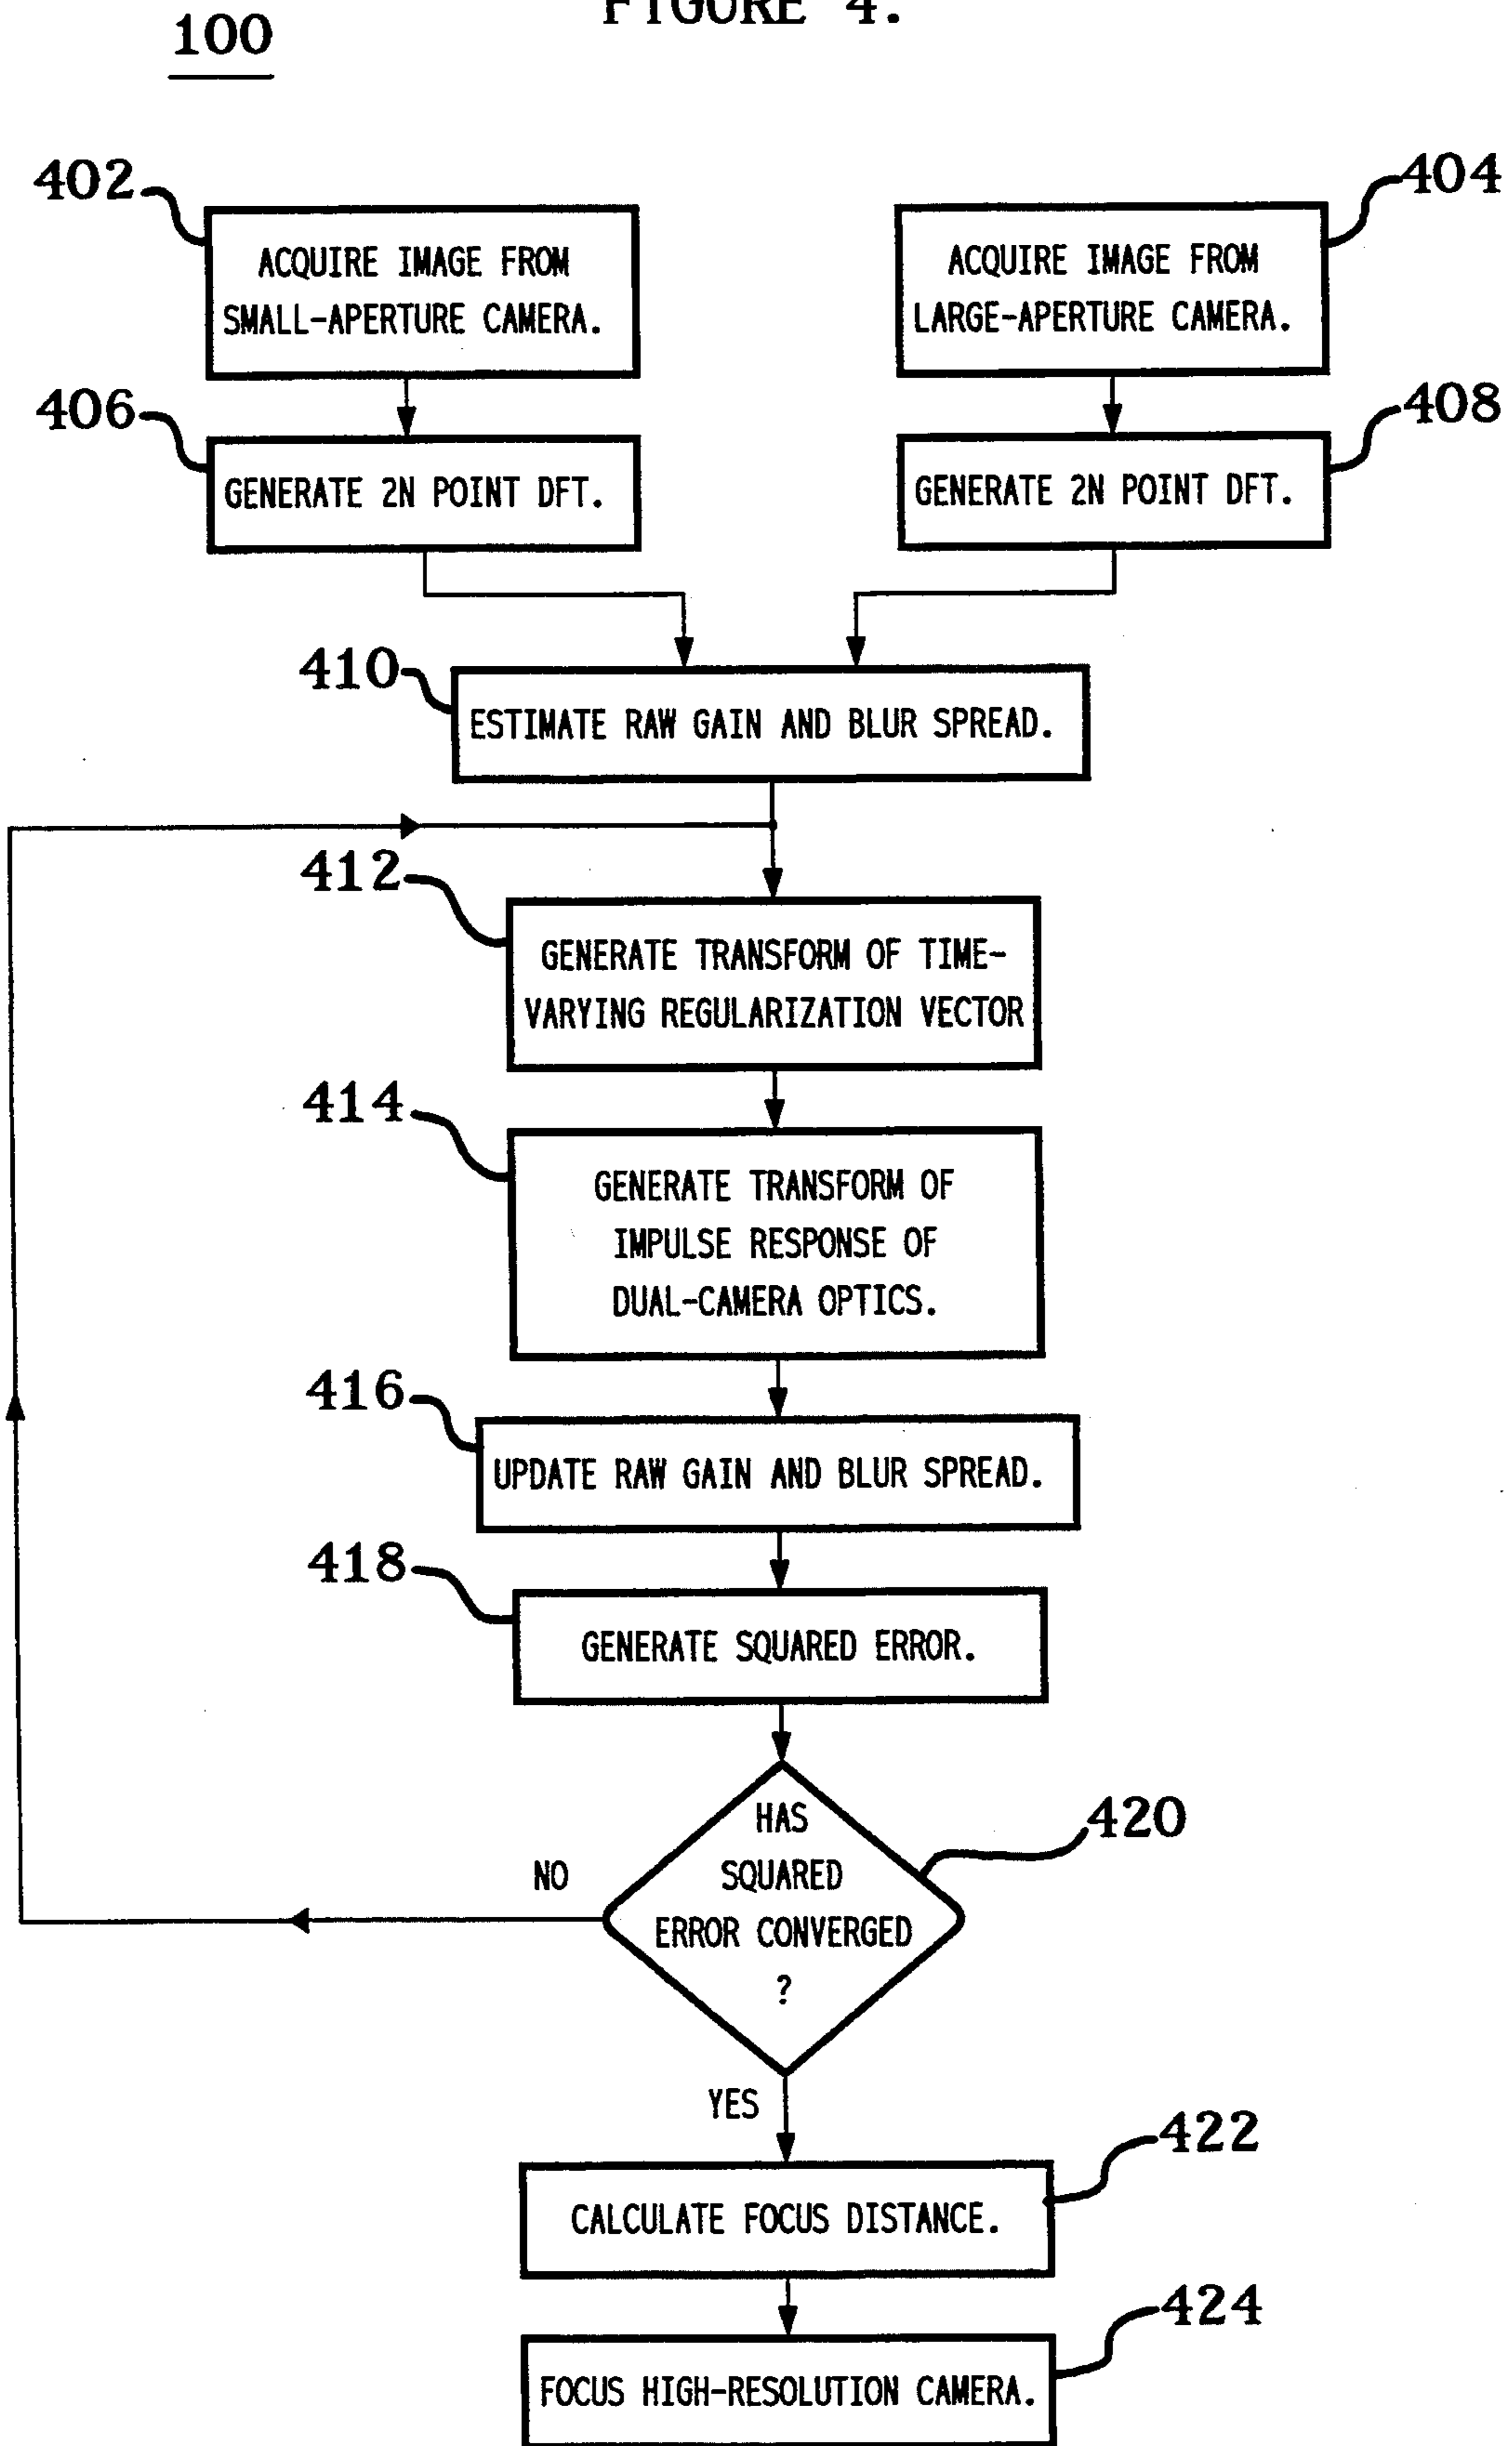 FIGURE 4.
100
402
404
ACQUIRE IMAGE FROM
SMALL-APERTURE CAMERA.
ACQUIRE IMAGE FROM
LARGE-APERTURE CAMERA.
406
408
GENERATE 2N POINT DFT.
GENERATE 2N POINT DFT.
410
ESTIMATE RAW GAIN AND BLUR SPREAD.
412
GENERATE TRANSFORM OF TIME-
VARYING REGULARIZATION VECTOR
414
GENERATE TRANSFORM OF
IMPULSE RESPONSE OF
DUAL-CAMERA OPTICS.
416
UPDATE RAW GAIN AND BLUR SPREAD.
418
GENERATE SQUARED ERROR.
420
HAS
SQUARED
ERROR CONVERGED
?
NO
YES
422
CALCULATE FOCUS DISTANCE.
424
FOCUS HIGH-RESOLUTION CAMERA.